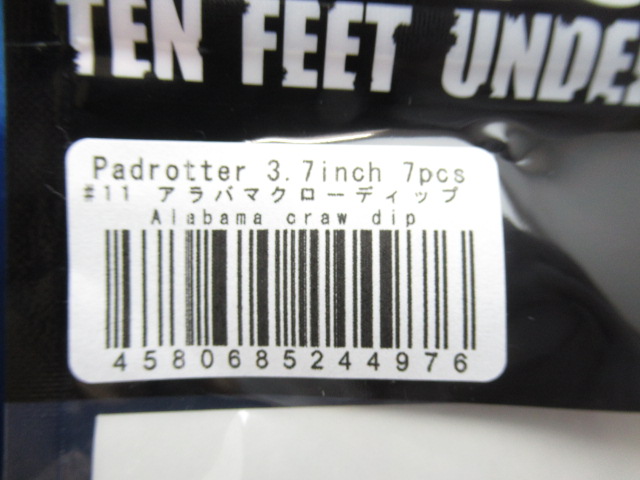 TEN FEET UNDE
Padrotter 3.7inch 7pcs
#11 アラバマクローディップ
Alabama craw dip
4580685244976